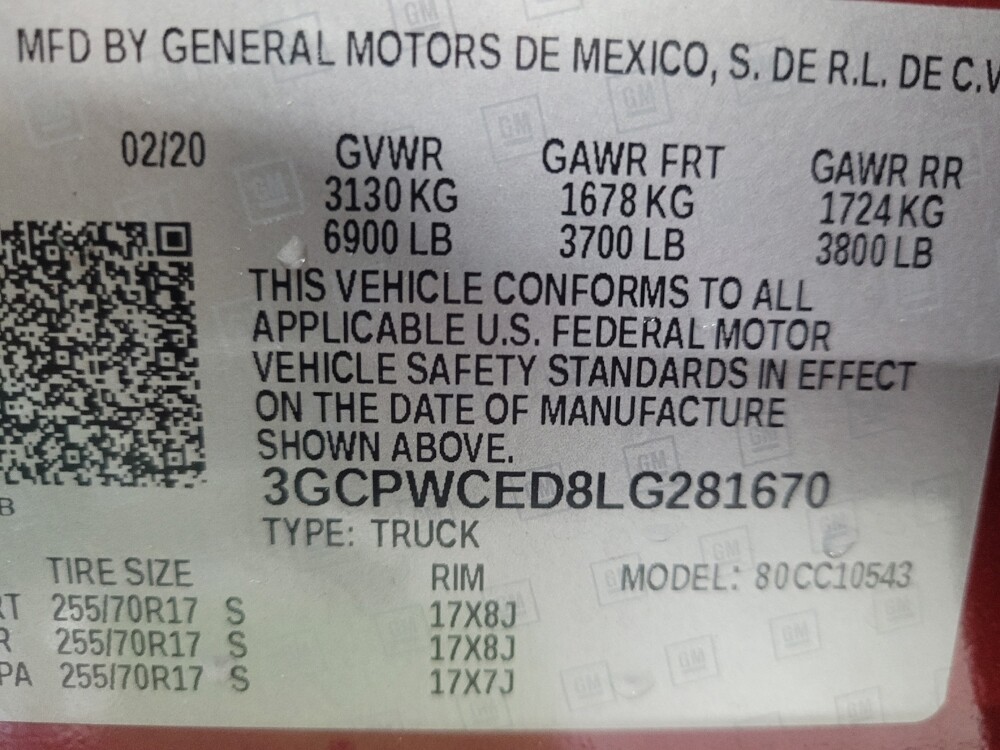 MFD BY GENERAL MOTORS DE MEXICO, S. DE R.L. DE C.V
02/20 GVWR GAWR FRT GAWR RR
3130 KG 1678 KG 1724 KG
6900 LB 3700 LB 3800 LB
THIS VEHICLE CONFORMS TO ALL
APPLICABLE U.S. FEDERAL MOTOR
VEHICLE SAFETY STANDARDS IN EFFECT
ON THE DATE OF MANUFACTURE
SHOWN ABOVE.
3GCPWCED8LG281670
B
TYPE: TRUCK
TIRE SIZE RIM MODEL: 80CC10543
RT 255/70R17 S 17X8J
R 255/70R17 S 17X8J
PA 255/70R17 S 17X7J